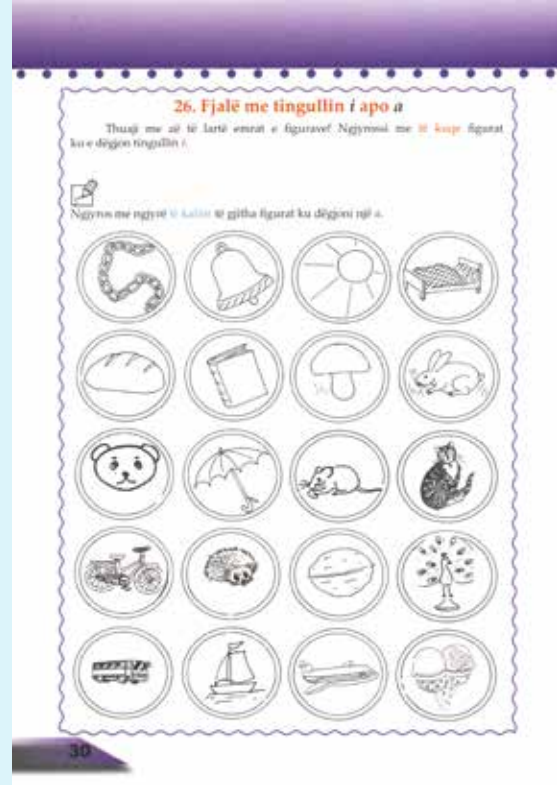 26. Fjalë me tingullin i apo a
Thuaji me zë të lartë emrat e figurave! Ngjyrosi me të kuqe figurat
ku e dëgjon tingullin i.
Ngjyros me ngjyrë të kaltër të gjitha figurat ku dëgjoni një a.
30